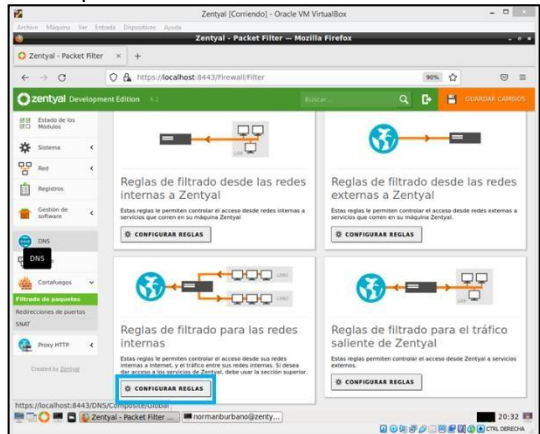 Zentyal [Corriendo] - Oracle VM VirtualBox
Archivo Máquina Ver Entrada Dispositivos Ayuda
Zentyal - Packet Filter — Mozilla Firefox
Zentyal - Packet Filter × +
https://localhost:8443/Firewall/Filter 90%
zentyal Development Edition Buscar... GUARDAR CAMBIOS
Estado de los
Módulos
Sistema
Red
Registros
Gestión de
software
DNS
DNS
Cortafuegos
Filtrado de paquetes
Redirecciones de puertos
SNAT
Proxy HTTP
Created by Zentyal
LAN
Reglas de filtrado desde las redes
internas a Zentyal
Estas reglas le permiten controlar el acceso desde redes internas a
servicios que corren en su máquina Zentyal
CONFIGURAR REGLAS
Reglas de filtrado desde las redes
externas a Zentyal
Estas reglas le permiten controlar el acceso desde redes externas a
servicios que corren en su máquina Zentyal
CONFIGURAR REGLAS
LAN1
LAN2
Reglas de filtrado para las redes
internas
Estas reglas le permiten controlar el acceso desde sus redes
internas a Internet, y el tráfico entre sus redes internas. Si desea
dar acceso a los servicios de Zentyal, debe usar la sección superior.
CONFIGURAR REGLAS
LAN
Reglas de filtrado para el tráfico
saliente de Zentyal
Estas reglas permiten controlar el acceso desde Zentyal a servicios
externos.
CONFIGURAR REGLAS
https://localhost:8443/DNS/Composite/Global
Zentyal - Packet Filter ... normanburbano@zenty... 20:32
CTRL DERECHA